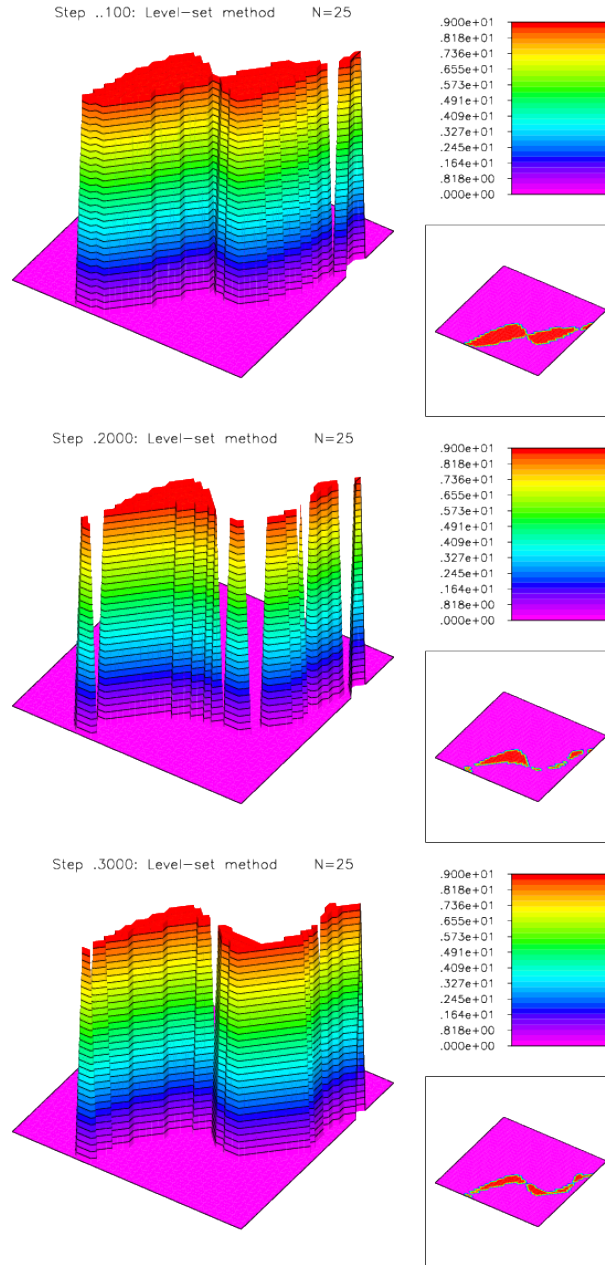 Step ..100: Level-set method N=25
.900e+01
.818e+01
.736e+01
.655e+01
.573e+01
.491e+01
.409e+01
.327e+01
.245e+01
.164e+01
.818e+00
.000e+00
Step .2000: Level-set method N=25
.900e+01
.818e+01
.736e+01
.655e+01
.573e+01
.491e+01
.409e+01
.327e+01
.245e+01
.164e+01
.818e+00
.000e+00
Step .3000: Level-set method N=25
.900e+01
.818e+01
.736e+01
.655e+01
.573e+01
.491e+01
.409e+01
.327e+01
.245e+01
.164e+01
.818e+00
.000e+00